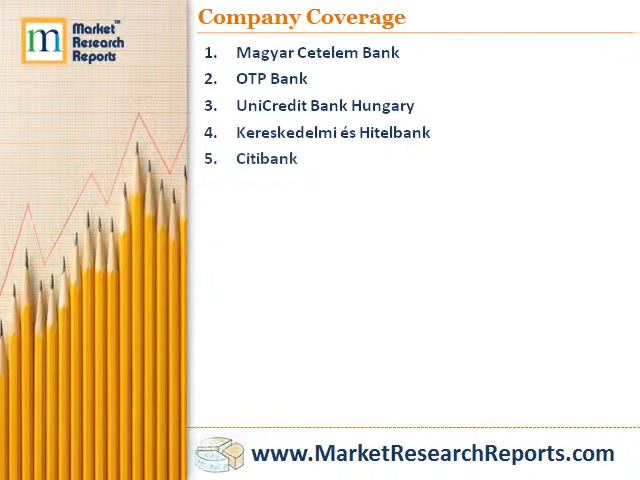 Company Coverage
m
Market™
Research
Reports
1. Magyar Cetelem Bank
2. OTP Bank
3. UniCredit Bank Hungary
4. Kereskedelmi és Hitelbank
5. Citibank
www.MarketResearchReports.com